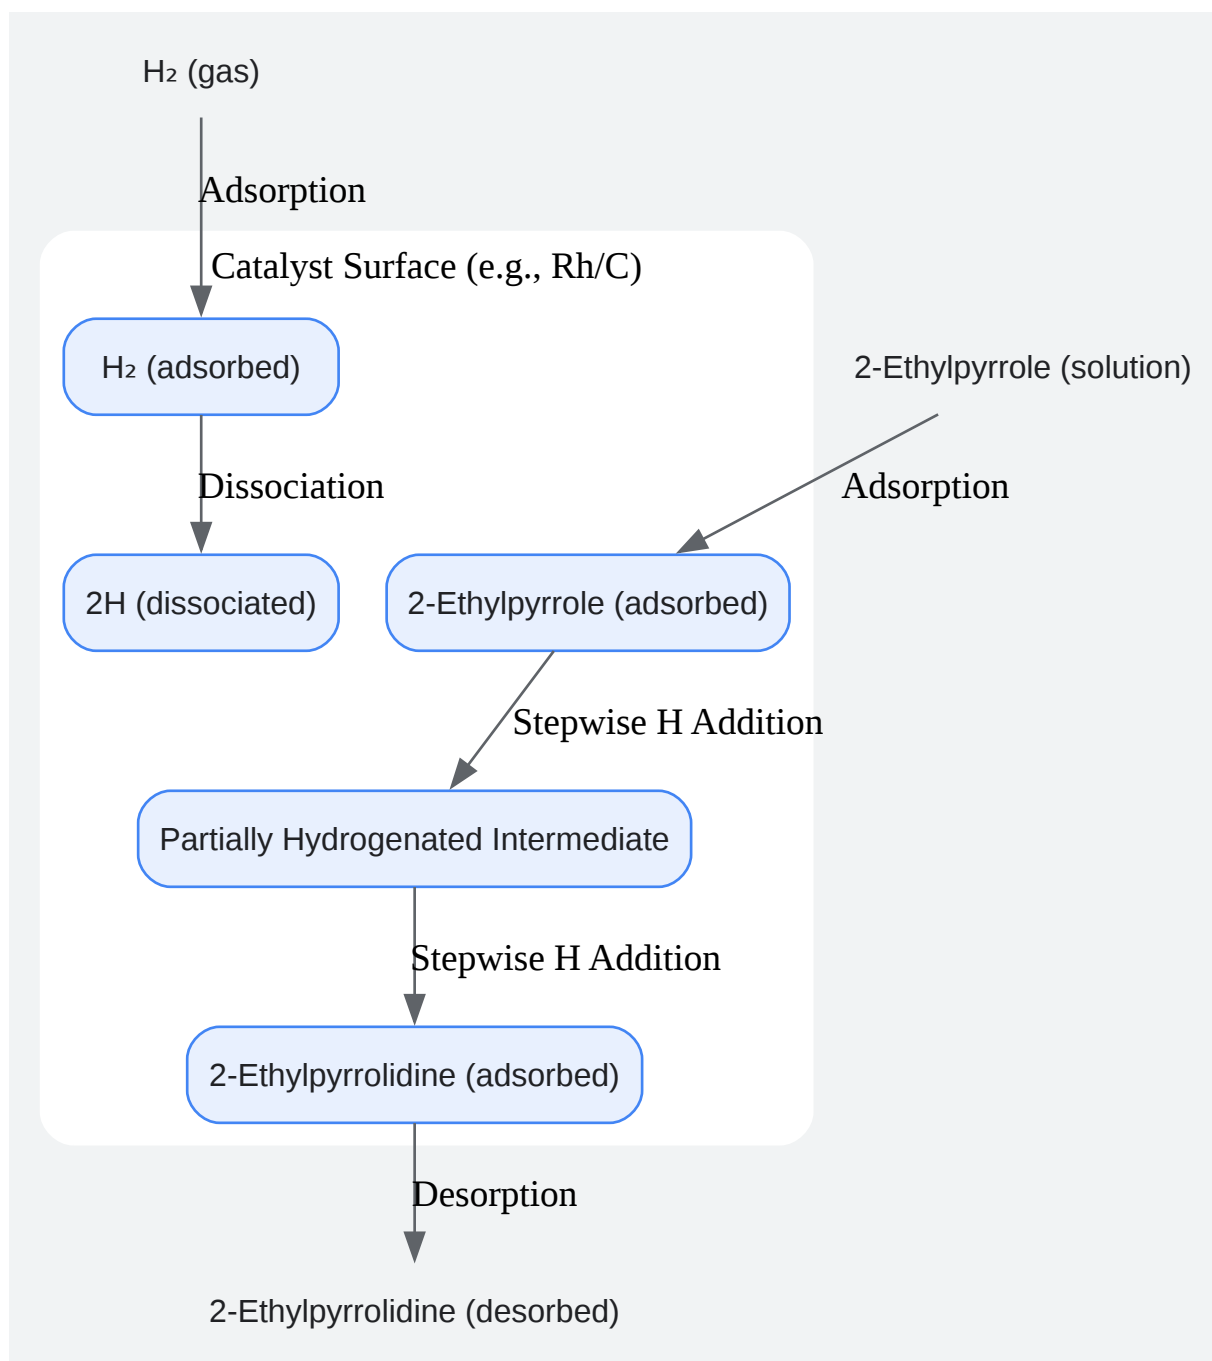 H₂ (gas)
Adsorption
Catalyst Surface (e.g., Rh/C)
H₂ (adsorbed)
2-Ethylpyrrole (solution)
Dissociation
Adsorption
2H (dissociated)
2-Ethylpyrrole (adsorbed)
Stepwise H Addition
Partially Hydrogenated Intermediate
Stepwise H Addition
2-Ethylpyrrolidine (adsorbed)
Desorption
2-Ethylpyrrolidine (desorbed)